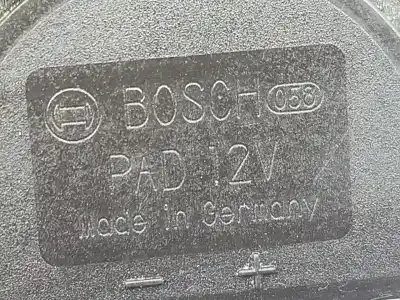 BOSCH 058
PAD 12V
Made in Germany
- +